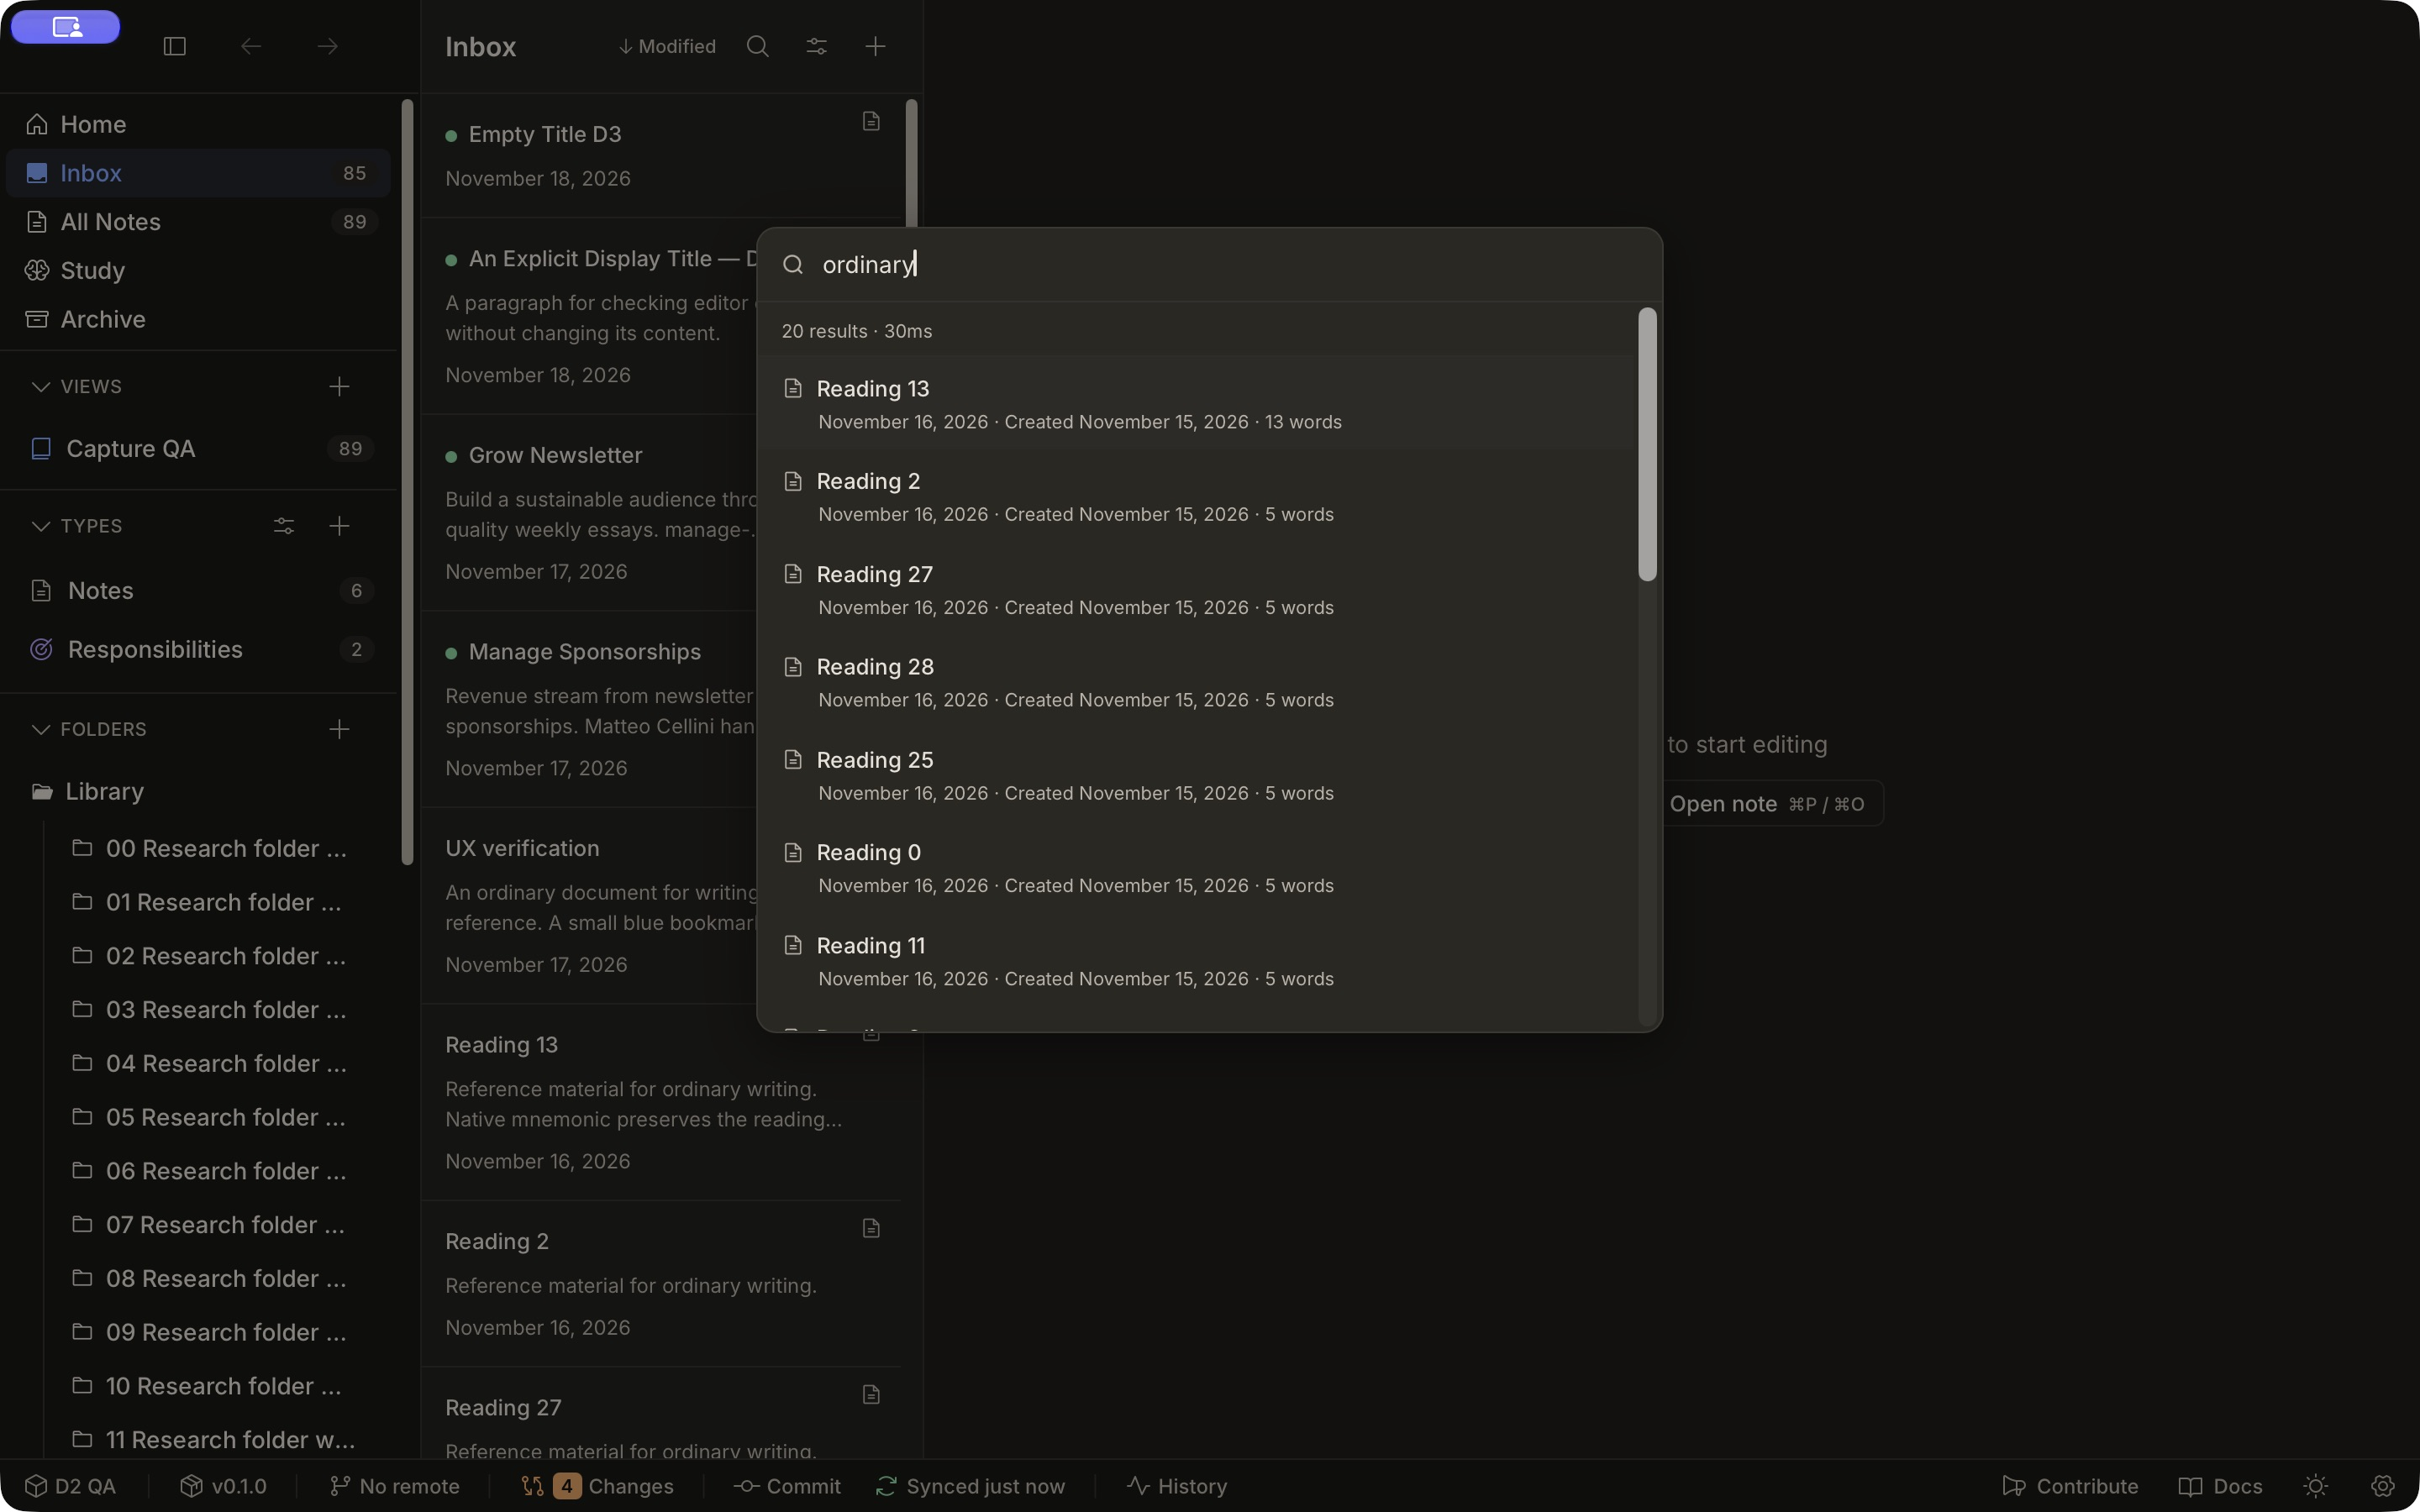 Home
Inbox 85
All Notes 89
Study
Archive
VIEWS
Capture QA 89
TYPES
Notes 6
Responsibilities 2
FOLDERS
Library
00 Research folder ...
01 Research folder ...
02 Research folder ...
03 Research folder ...
04 Research folder ...
05 Research folder ...
06 Research folder ...
07 Research folder ...
08 Research folder ...
09 Research folder ...
10 Research folder ...
11 Research folder w...
Inbox
Modified
Empty Title D3
November 18, 2026
An Explicit Display Title —
A paragraph for checking editor
without changing its content.
November 18, 2026
Grow Newsletter
Build a sustainable audience
quality weekly essays. manage-.
November 17, 2026
Manage Sponsorships
Revenue stream from newsletter
sponsorships. Matteo Cellini
November 17, 2026
UX verification
An ordinary document for writing
reference. A small blue
November 17, 2026
Reading 13
Reference material for ordinary writing.
Native mnemonic preserves the reading...
November 16, 2026
Reading 2
Reference material for ordinary writing.
November 16, 2026
Reading 27
Reference material for ordinary writing.
ordinary
20 results · 30ms
Reading 13
November 16, 2026 · Created November 15, 2026 · 13 words
Reading 2
November 16, 2026 · Created November 15, 2026 · 5 words
Reading 27
November 16, 2026 · Created November 15, 2026 · 5 words
Reading 28
November 16, 2026 · Created November 15, 2026 · 5 words
Reading 25
November 16, 2026 · Created November 15, 2026 · 5 words
Reading 0
November 16, 2026 · Created November 15, 2026 · 5 words
Reading 11
November 16, 2026 · Created November 15, 2026 · 5 words
to start editing
Open note ⌘P / ⌘O
D2 QA
v0.1.0
No remote
4 Changes
Commit
Synced just now
History
Contribute
Docs